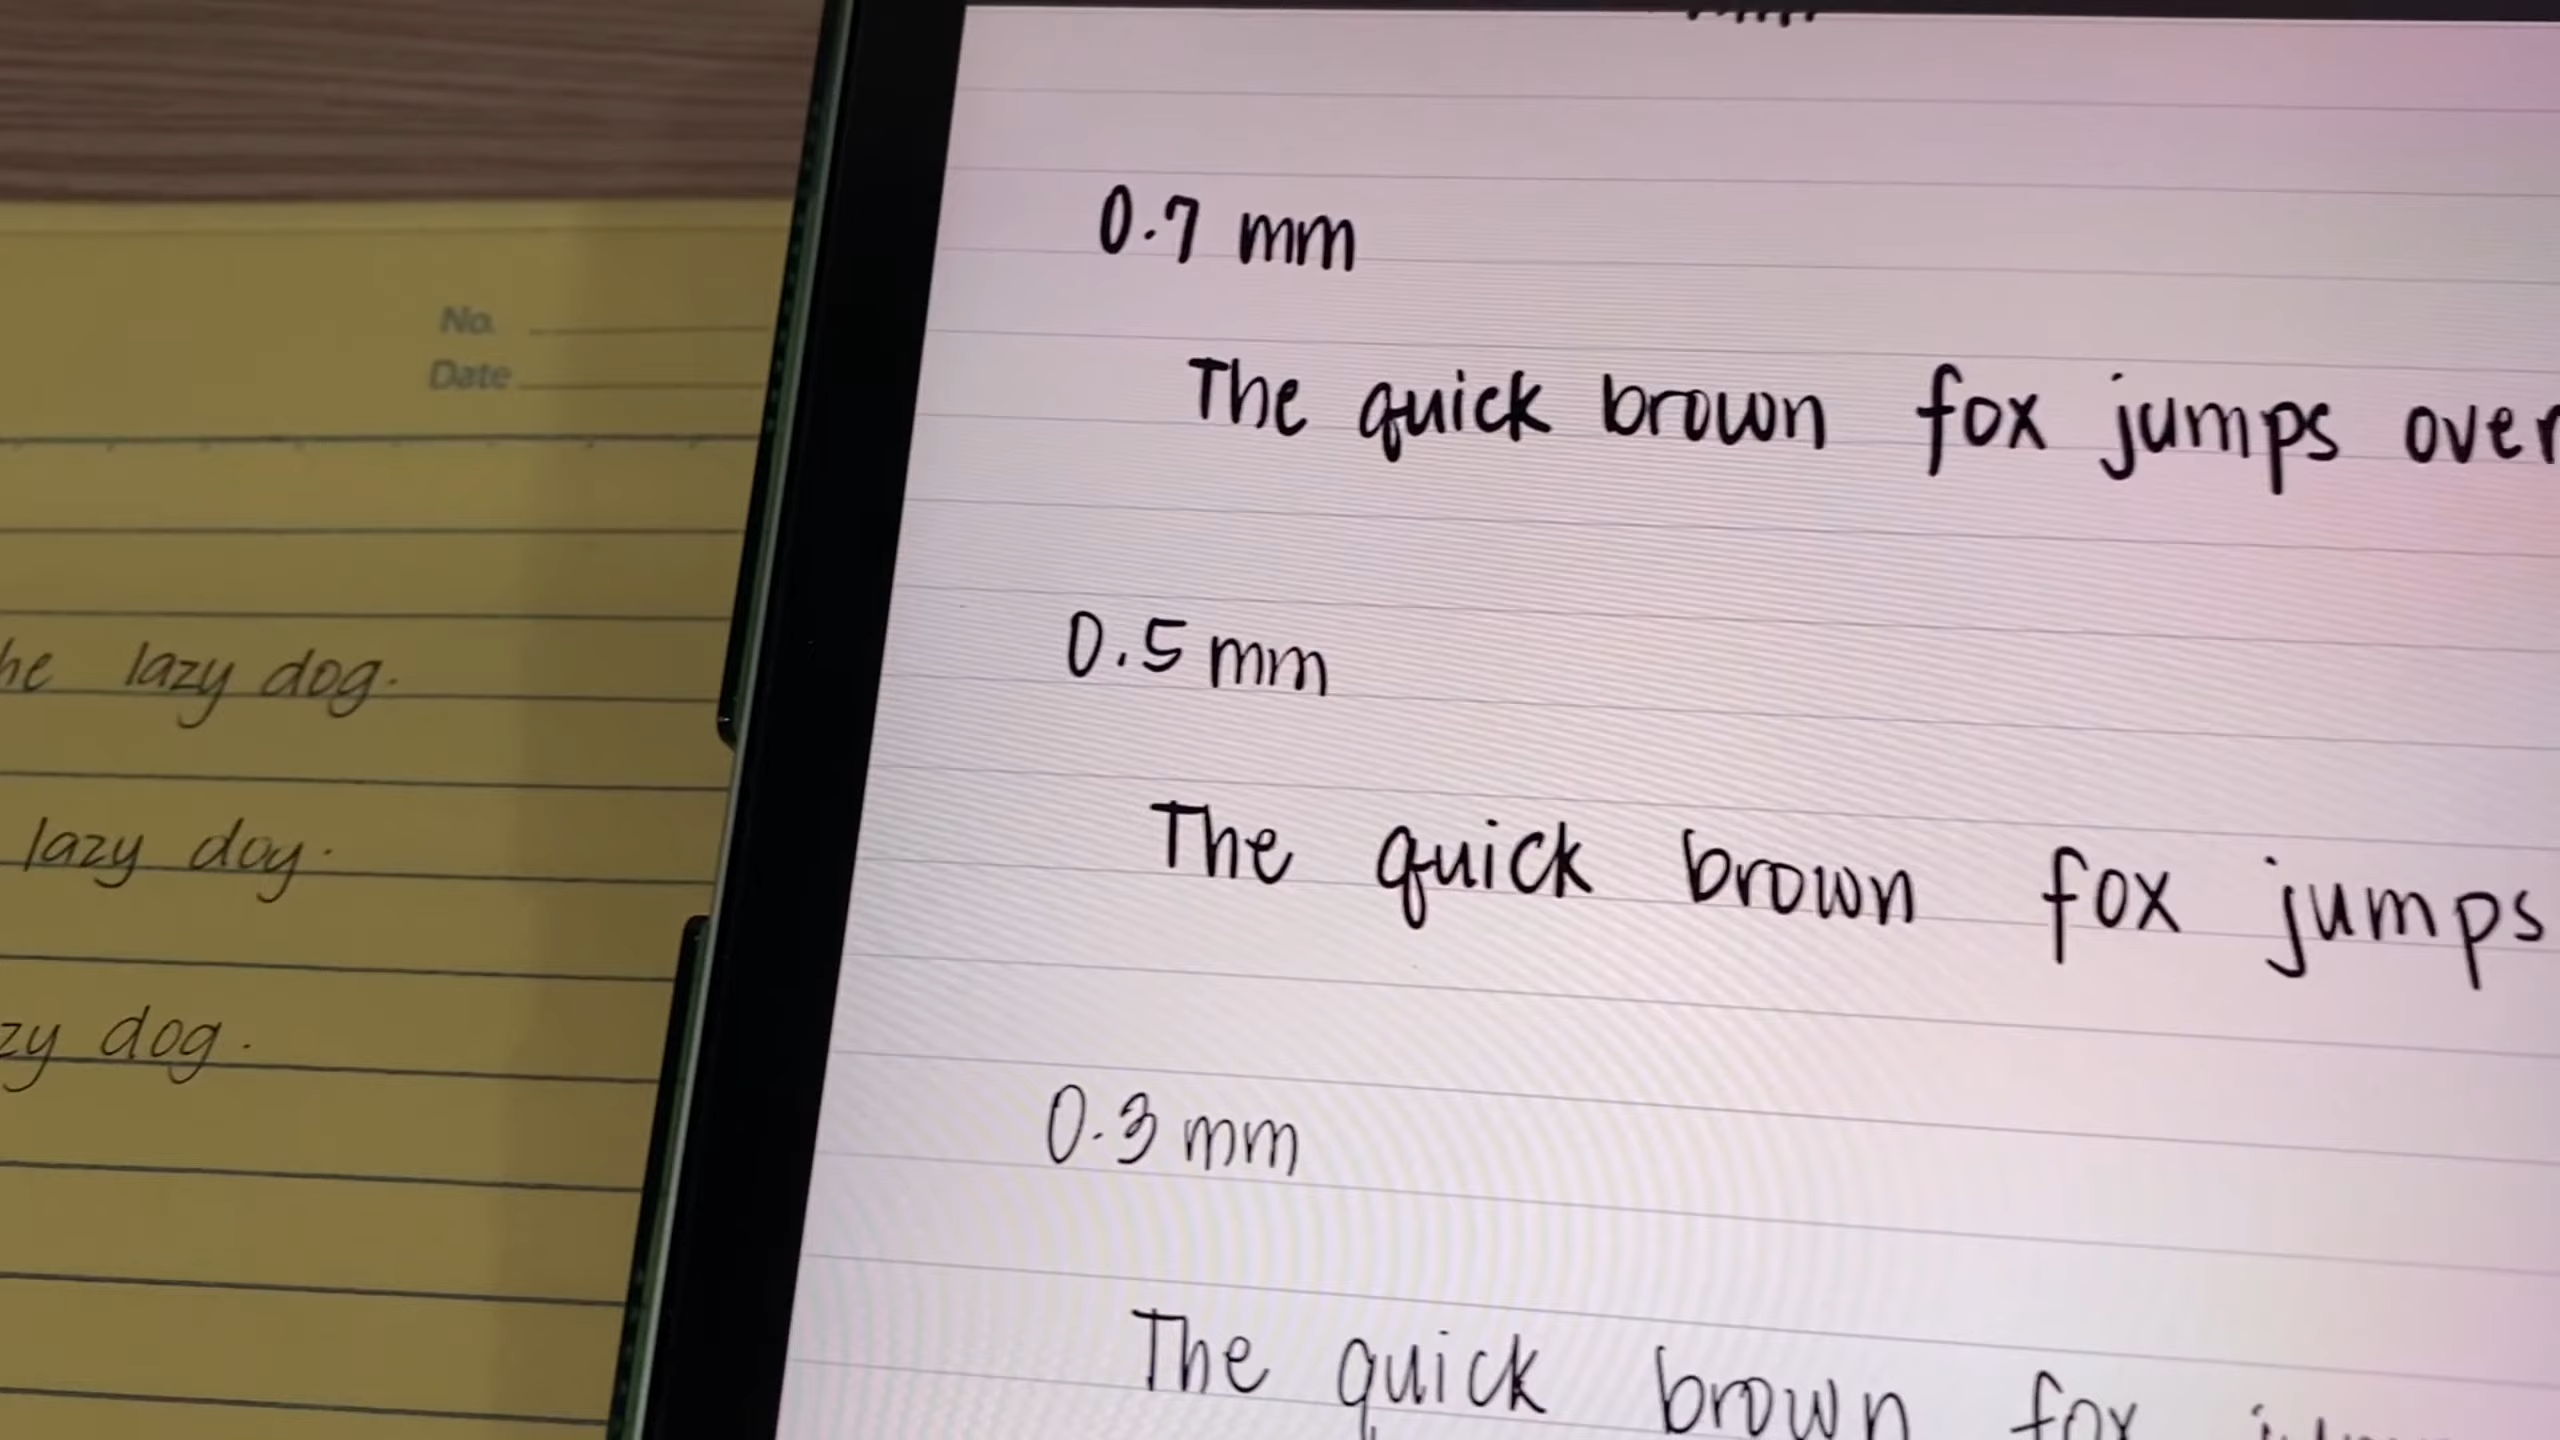 No.
Date
he lazy dog.
lazy dog.
zy dog.
0.7 mm
The quick brown fox jumps over
0.5 mm
The quick brown fox jumps
0.3 mm
The quick brown fox